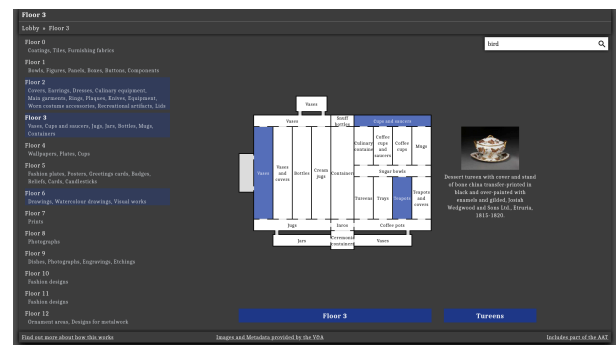 Floor 3
Lobby » Floor 3
bird
Floor 0
Coatings, Tiles, Furnishing fabrics
Floor 1
Bowls, Figures, Panels, Boxes, Buttons, Components
Floor 2
Covers, Earrings, Dresses, Culinary equipment,
Main garments, Rings, Plaques, Knives, Equipment,
Worn costume accessories, Recreational artifacts, Lids
Floor 3
Vases, Cups and saucers, Jugs, Jars, Bottles, Mugs,
Containers
Floor 4
Wallpapers, Plates, Cups
Floor 5
Fashion plates, Posters, Greetings cards, Badges,
Reliefs, Cards, Candlesticks
Floor 6
Drawings, Watercolour drawings, Visual works
Floor 7
Prints
Floor 8
Photographs
Floor 9
Dishes, Photographs, Engravings, Etchings
Floor 10
Fashion designs
Floor 11
Fashion designs
Floor 12
Ornament areas, Designs for metalwork
Vases
Vases
Snuff
bottles
Cups and saucers
Vases
Vases
and
covers
Bottles
Cream
jugs
Container
Culinary
containe
Coffee
cups
and
saucers
Coffee
cups
Mugs
Sugar bowls
Tureens
Trays
Teapots
Teapots
and
covers
Jugs
Inros
Coffee pots
Jars
Ceremonia
containers
Vases
Dessert tureen with cover and stand
of bone china transfer-printed in
black and over-painted with
enamels and gilded, Josiah
Wedgwood and Sons Ltd., Etruria,
1815-1820.
Floor 3
Tureens
Find out more about how this works
Images and Metadata provided by the V&A
Includes part of the AAT